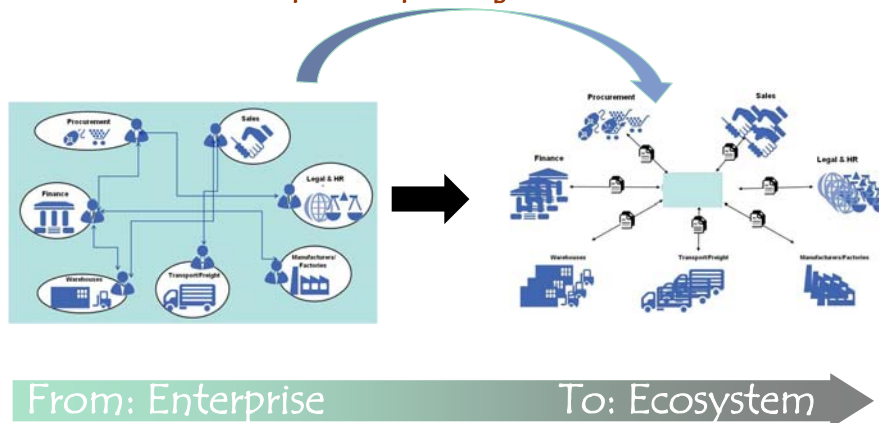 Procurement
Sales
Finance
Legal & HR
Warehouses
Transport/Freight
Manufacturers/
Factories
Procurement
Sales
Finance
Legal & HR
Warehouses
Transport/Freight
Manufacturers/Factories
From: Enterprise
To: Ecosystem